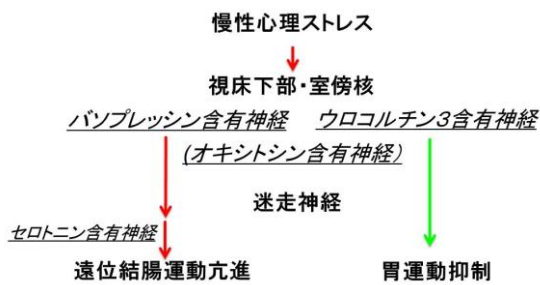 慢性心理ストレス
視床下部・室傍核
バソプレッシン含有神経 ウロコルチン3含有神経
(オキシトシン含有神経)
迷走神経
セロトニン含有神経
遠位結腸運動亢進 胃運動抑制